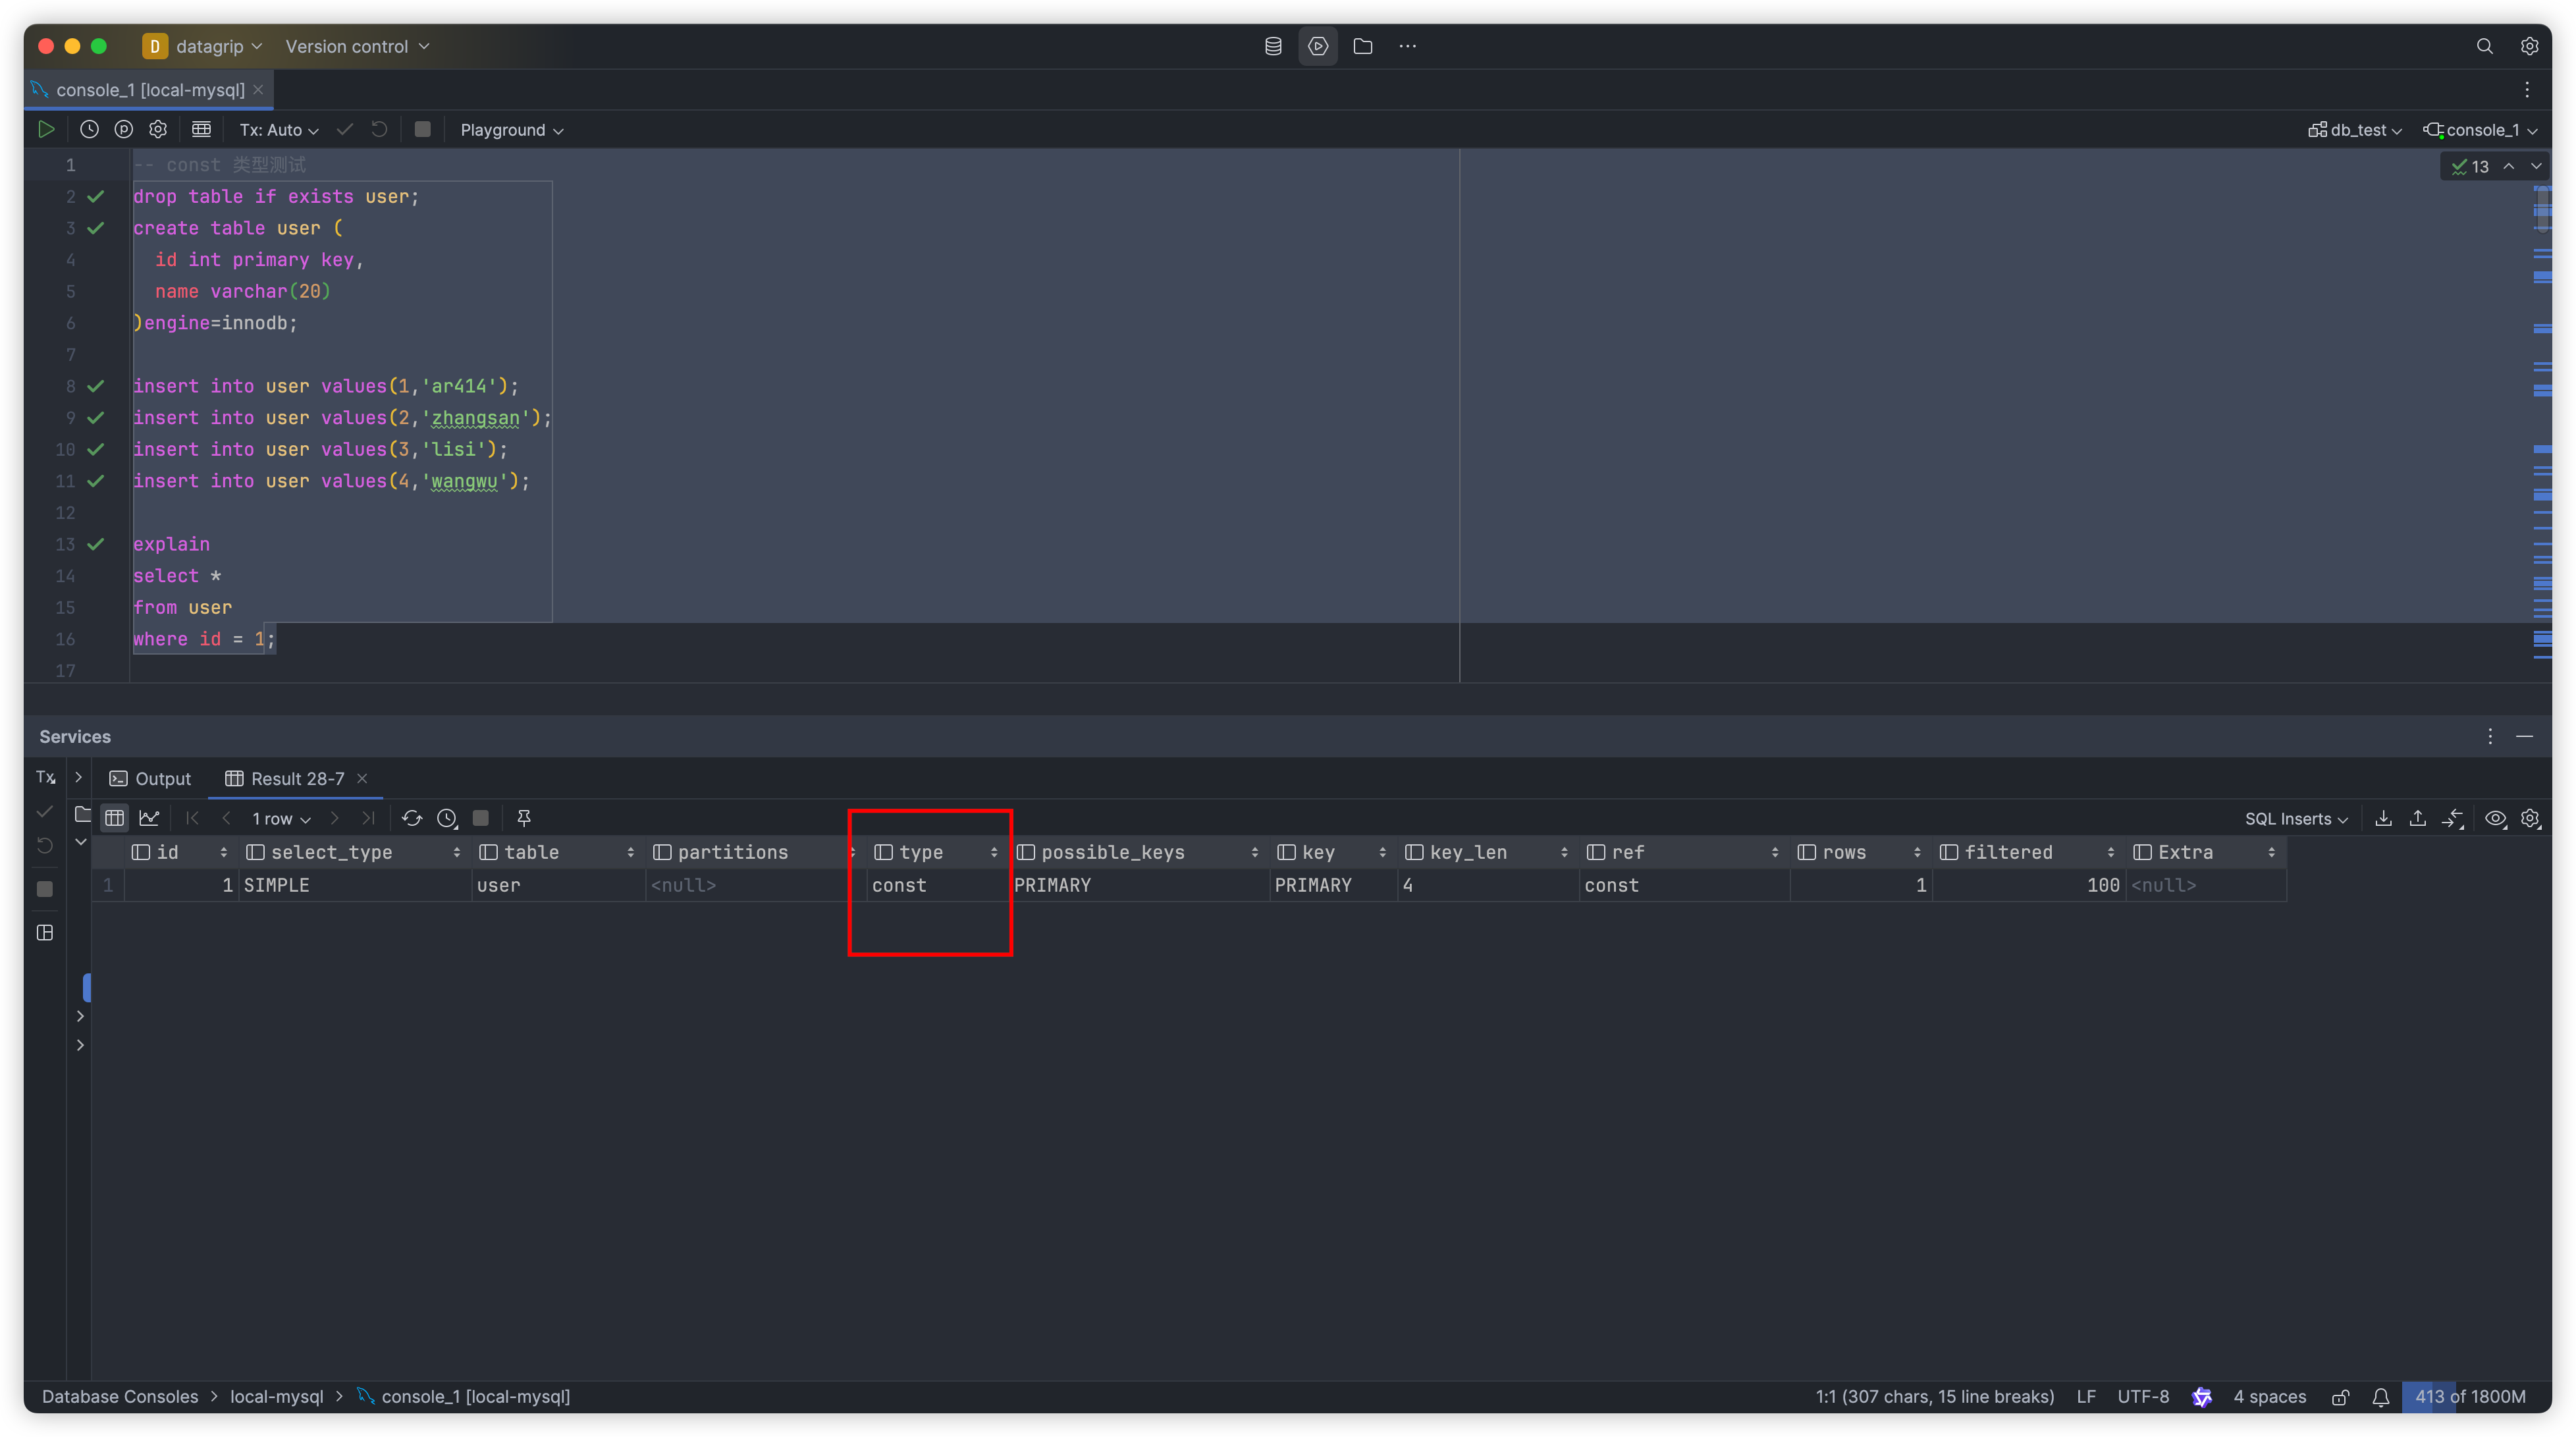 D datagrip Version control
console_1 [local-mysql]
Tx: Auto Playground db_test console_1
1 -- const 类型测试
13
2 drop table if exists user;
3 create table user (
4 id int primary key,
5 name varchar(20)
6 )engine=innodb;
7
8 insert into user values(1,'ar414');
9 insert into user values(2,'zhangsan');
10 insert into user values(3,'lisi');
11 insert into user values(4,'wangwu');
12
13 explain
14 select *
15 from user
16 where id = 1;
17
Services
Tx Output Result 28-7
1 row SQL Inserts
id select_type table partitions type possible_keys key key_len ref rows filtered Extra
1 1 SIMPLE user <null> const PRIMARY PRIMARY 4 const 1 100 <null>
Database Consoles > local-mysql > console_1 [local-mysql] 1:1 (307 chars, 15 line breaks) LF UTF-8 4 spaces 413 of 1800M